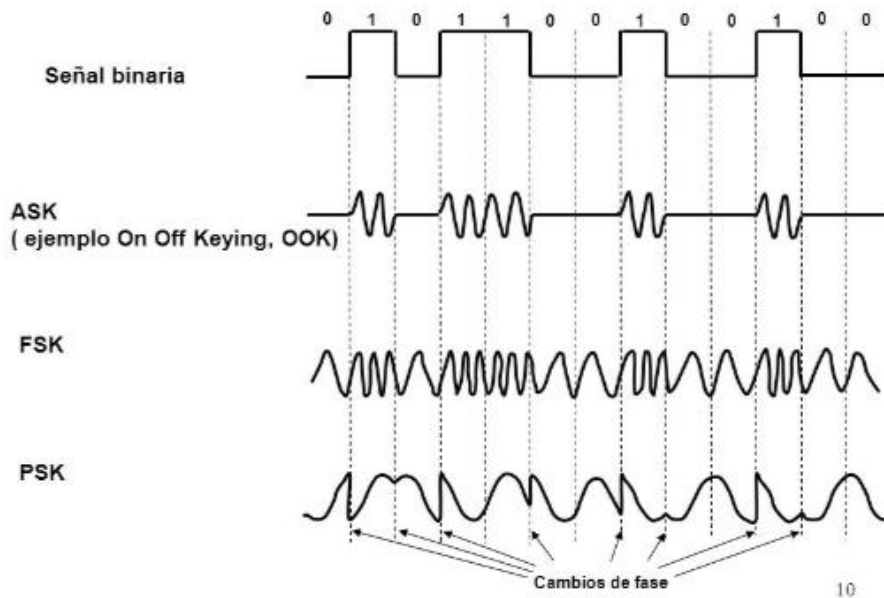 0 1 0 1 1 0 0 1 0 0 1 0 0
Señal binaria
ASK
( ejemplo On Off Keying, OOK)
FSK
PSK
Cambios de fase
10